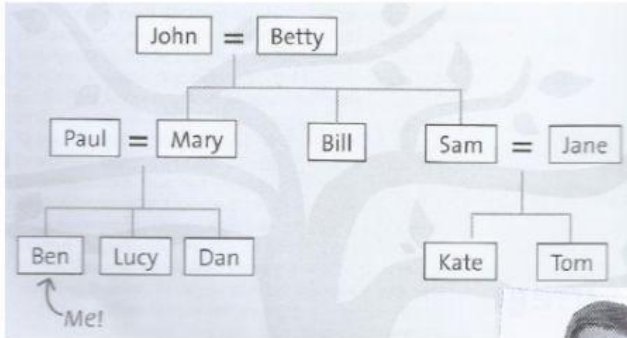 John = Betty
Paul = Mary Bill Sam = Jane
Ben Lucy Dan Kate Tom
Me!